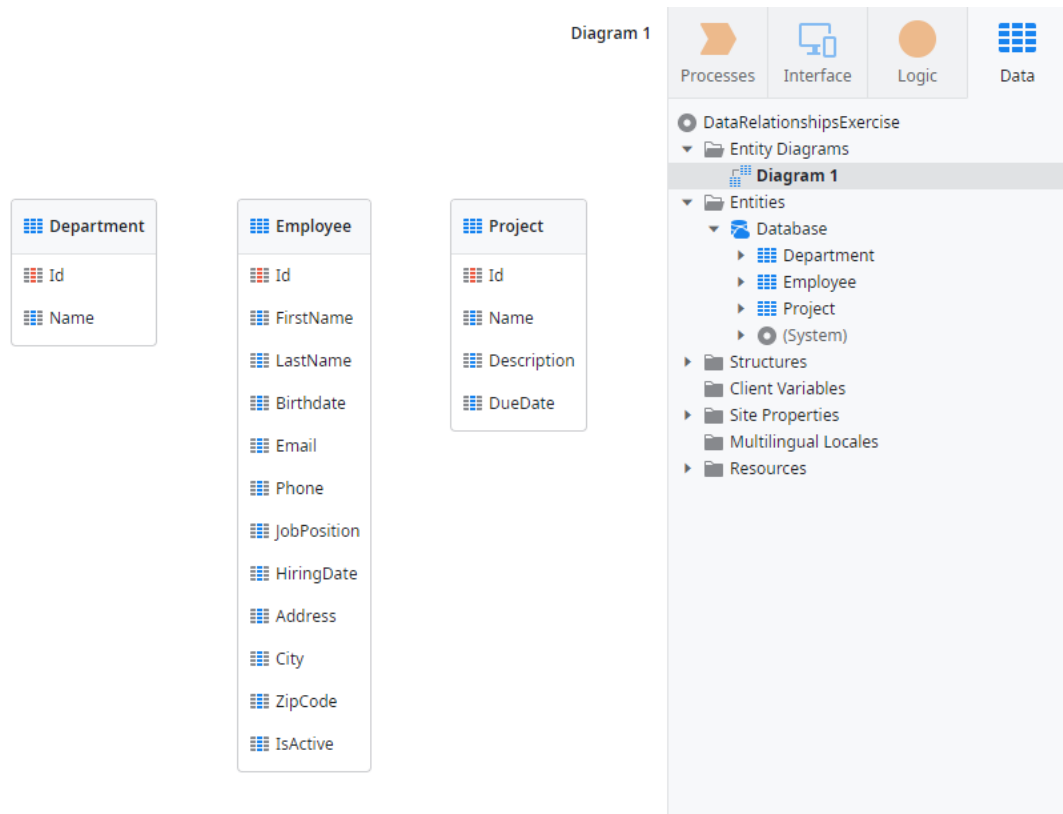 Diagram 1
Department
Id
Name
Employee
Id
FirstName
LastName
Birthdate
Email
Phone
JobPosition
HiringDate
Address
City
ZipCode
IsActive
Project
Id
Name
Description
DueDate
Processes
Interface
Logic
Data
DataRelationshipsExercise
Entity Diagrams
Diagram 1
Entities
Database
Department
Employee
Project
(System)
Structures
Client Variables
Site Properties
Multilingual Locales
Resources